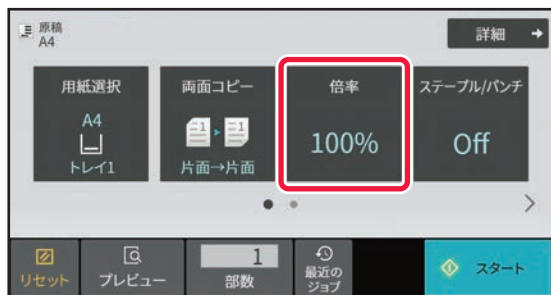 原稿
A4
詳細
用紙選択
A4
トレイ1
両面コピー
片面→片面
倍率
100%
ステープル/パンチ
Off
リセット
プレビュー
1
部数
最近の
ジョブ
スタート